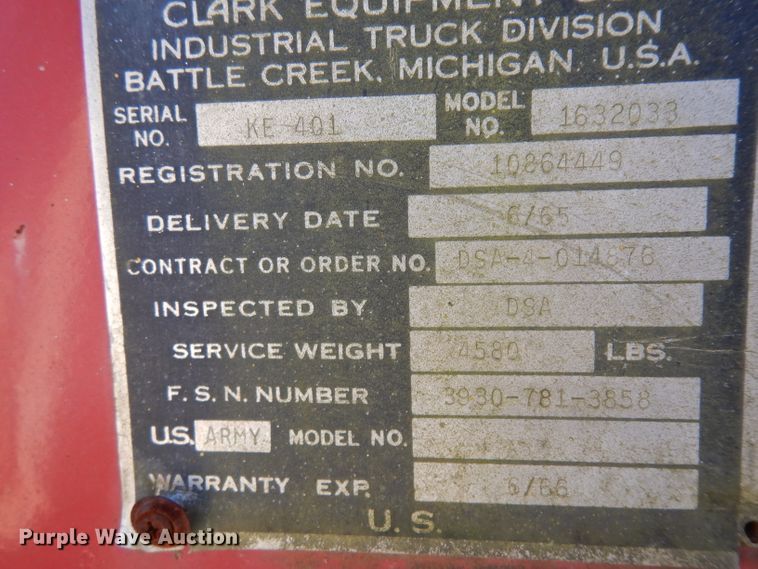 CLARK EQUIPMENT
INDUSTRIAL TRUCK DIVISION
BATTLE CREEK, MICHIGAN, U.S.A.
SERIAL NO. KE 401 MODEL NO. 1632033
REGISTRATION NO. 10864449
DELIVERY DATE 6/65
CONTRACT OR ORDER NO. DSA-4-014878
INSPECTED BY DSA
SERVICE WEIGHT 4580 LBS.
F. S. N. NUMBER 3930-781-3858
U.S. ARMY MODEL NO.
WARRANTY EXP. 6/66
U. S.
Purple Wave Auction